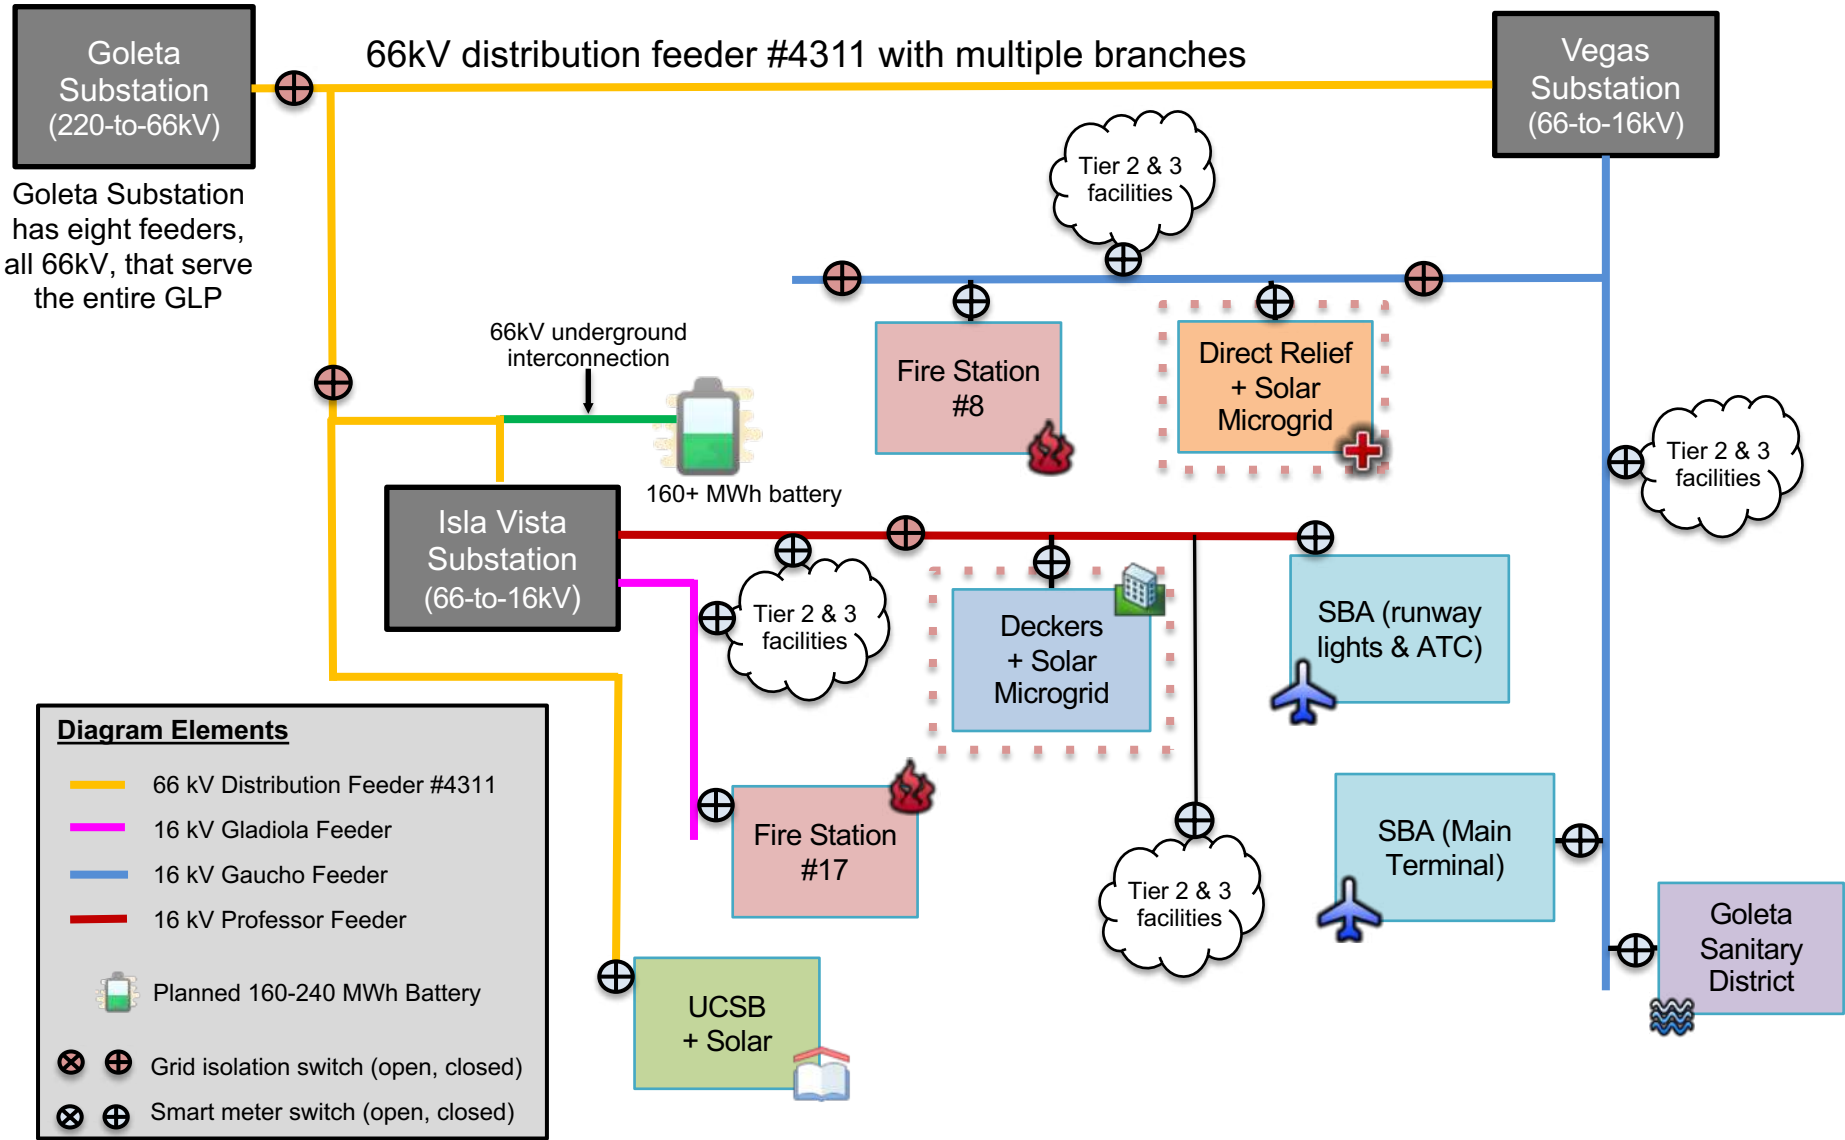 Goleta
Substation
(220-to-66kV)
66kV distribution feeder #4311 with multiple branches
Vegas
Substation
(66-to-16kV)
Goleta Substation
has eight feeders,
all 66kV, that serve
the entire GLP
Tier 2 & 3
facilities
66kV underground
interconnection
160+ MWh battery
Fire Station
#8
Direct Relief
+ Solar
Microgrid
Tier 2 & 3
facilities
Isla Vista
Substation
(66-to-16kV)
Tier 2 & 3
facilities
Deckers
+ Solar
Microgrid
SBA (runway
lights & ATC)
Fire Station
#17
Tier 2 & 3
facilities
SBA (Main
Terminal)
Goleta
Sanitary
District
UCSB
+ Solar
Diagram Elements
66 kV Distribution Feeder #4311
16 kV Gladiola Feeder
16 kV Gaucho Feeder
16 kV Professor Feeder
Planned 160-240 MWh Battery
Grid isolation switch (open, closed)
Smart meter switch (open, closed)